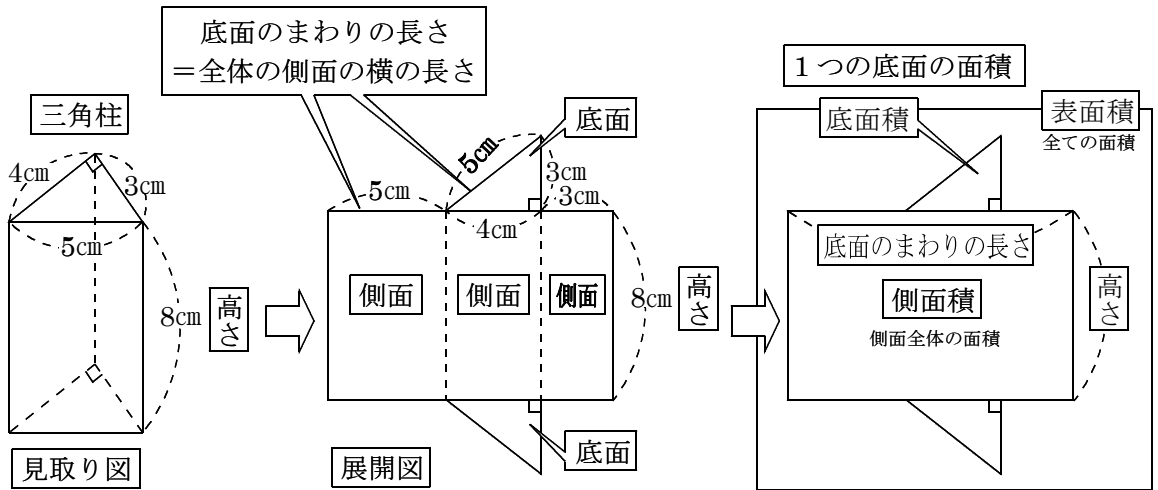 底面のまわりの長さ
=全体の側面の横の長さ
三角柱
4cm
3cm
5cm
8cm
高さ
見取り図
底面
5cm
5cm
3cm
3cm
4cm
側面
側面
側面
8cm
高さ
底面
展開図
1つの底面の面積
底面積
表面積
全ての面積
底面のまわりの長さ
側面積
側面全体の面積
高さ